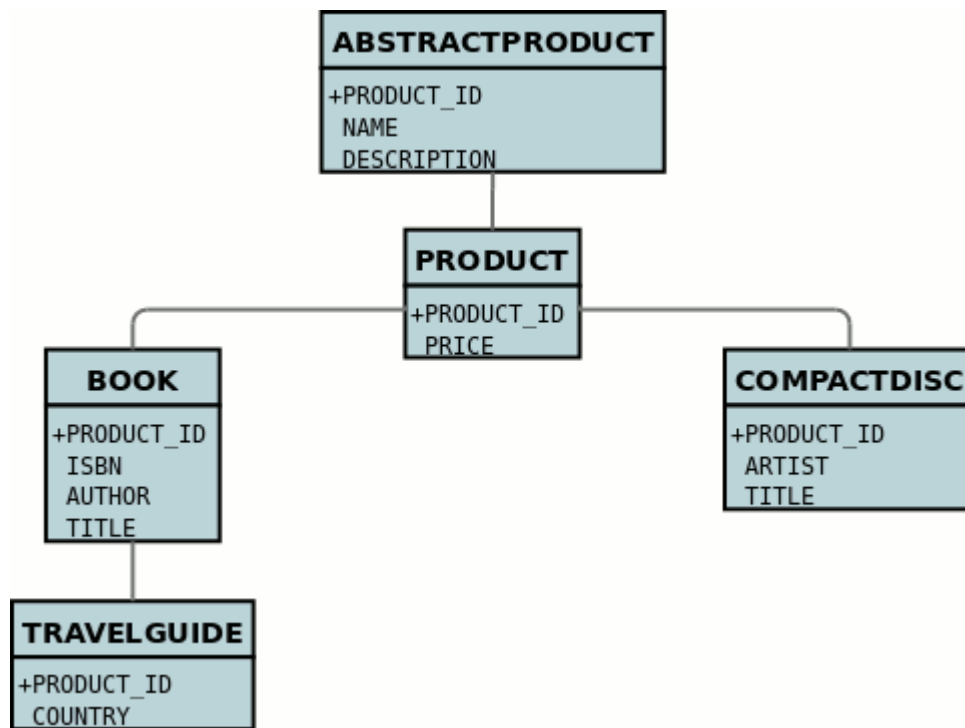 ABSTRACTPRODUCT
+PRODUCT_ID
NAME
DESCRIPTION
PRODUCT
+PRODUCT_ID
PRICE
BOOK
+PRODUCT_ID
ISBN
AUTHOR
TITLE
COMPACTDISC
+PRODUCT_ID
ARTIST
TITLE
TRAVELGUIDE
+PRODUCT_ID
COUNTRY